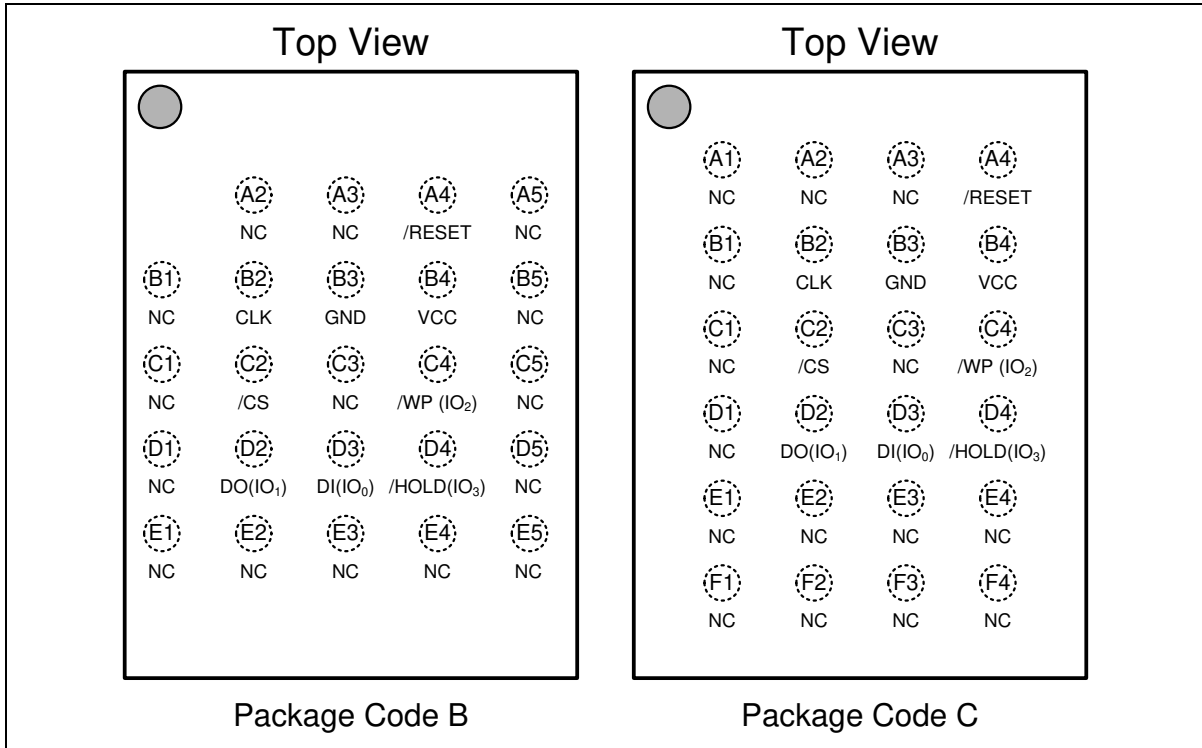 Top View
A2 A3 A4 A5
NC NC /RESET NC
B1 B2 B3 B4 B5
NC CLK GND VCC NC
C1 C2 C3 C4 C5
NC /CS NC /WP (IO₂) NC
D1 D2 D3 D4 D5
NC DO(IO₁) DI(IO₀) /HOLD(IO₃) NC
E1 E2 E3 E4 E5
NC NC NC NC NC
Package Code B
Top View
A1 A2 A3 A4
NC NC NC /RESET
B1 B2 B3 B4
NC CLK GND VCC
C1 C2 C3 C4
NC /CS NC /WP (IO₂)
D1 D2 D3 D4
NC DO(IO₁) DI(IO₀) /HOLD(IO₃)
E1 E2 E3 E4
NC NC NC NC
F1 F2 F3 F4
NC NC NC NC
Package Code C